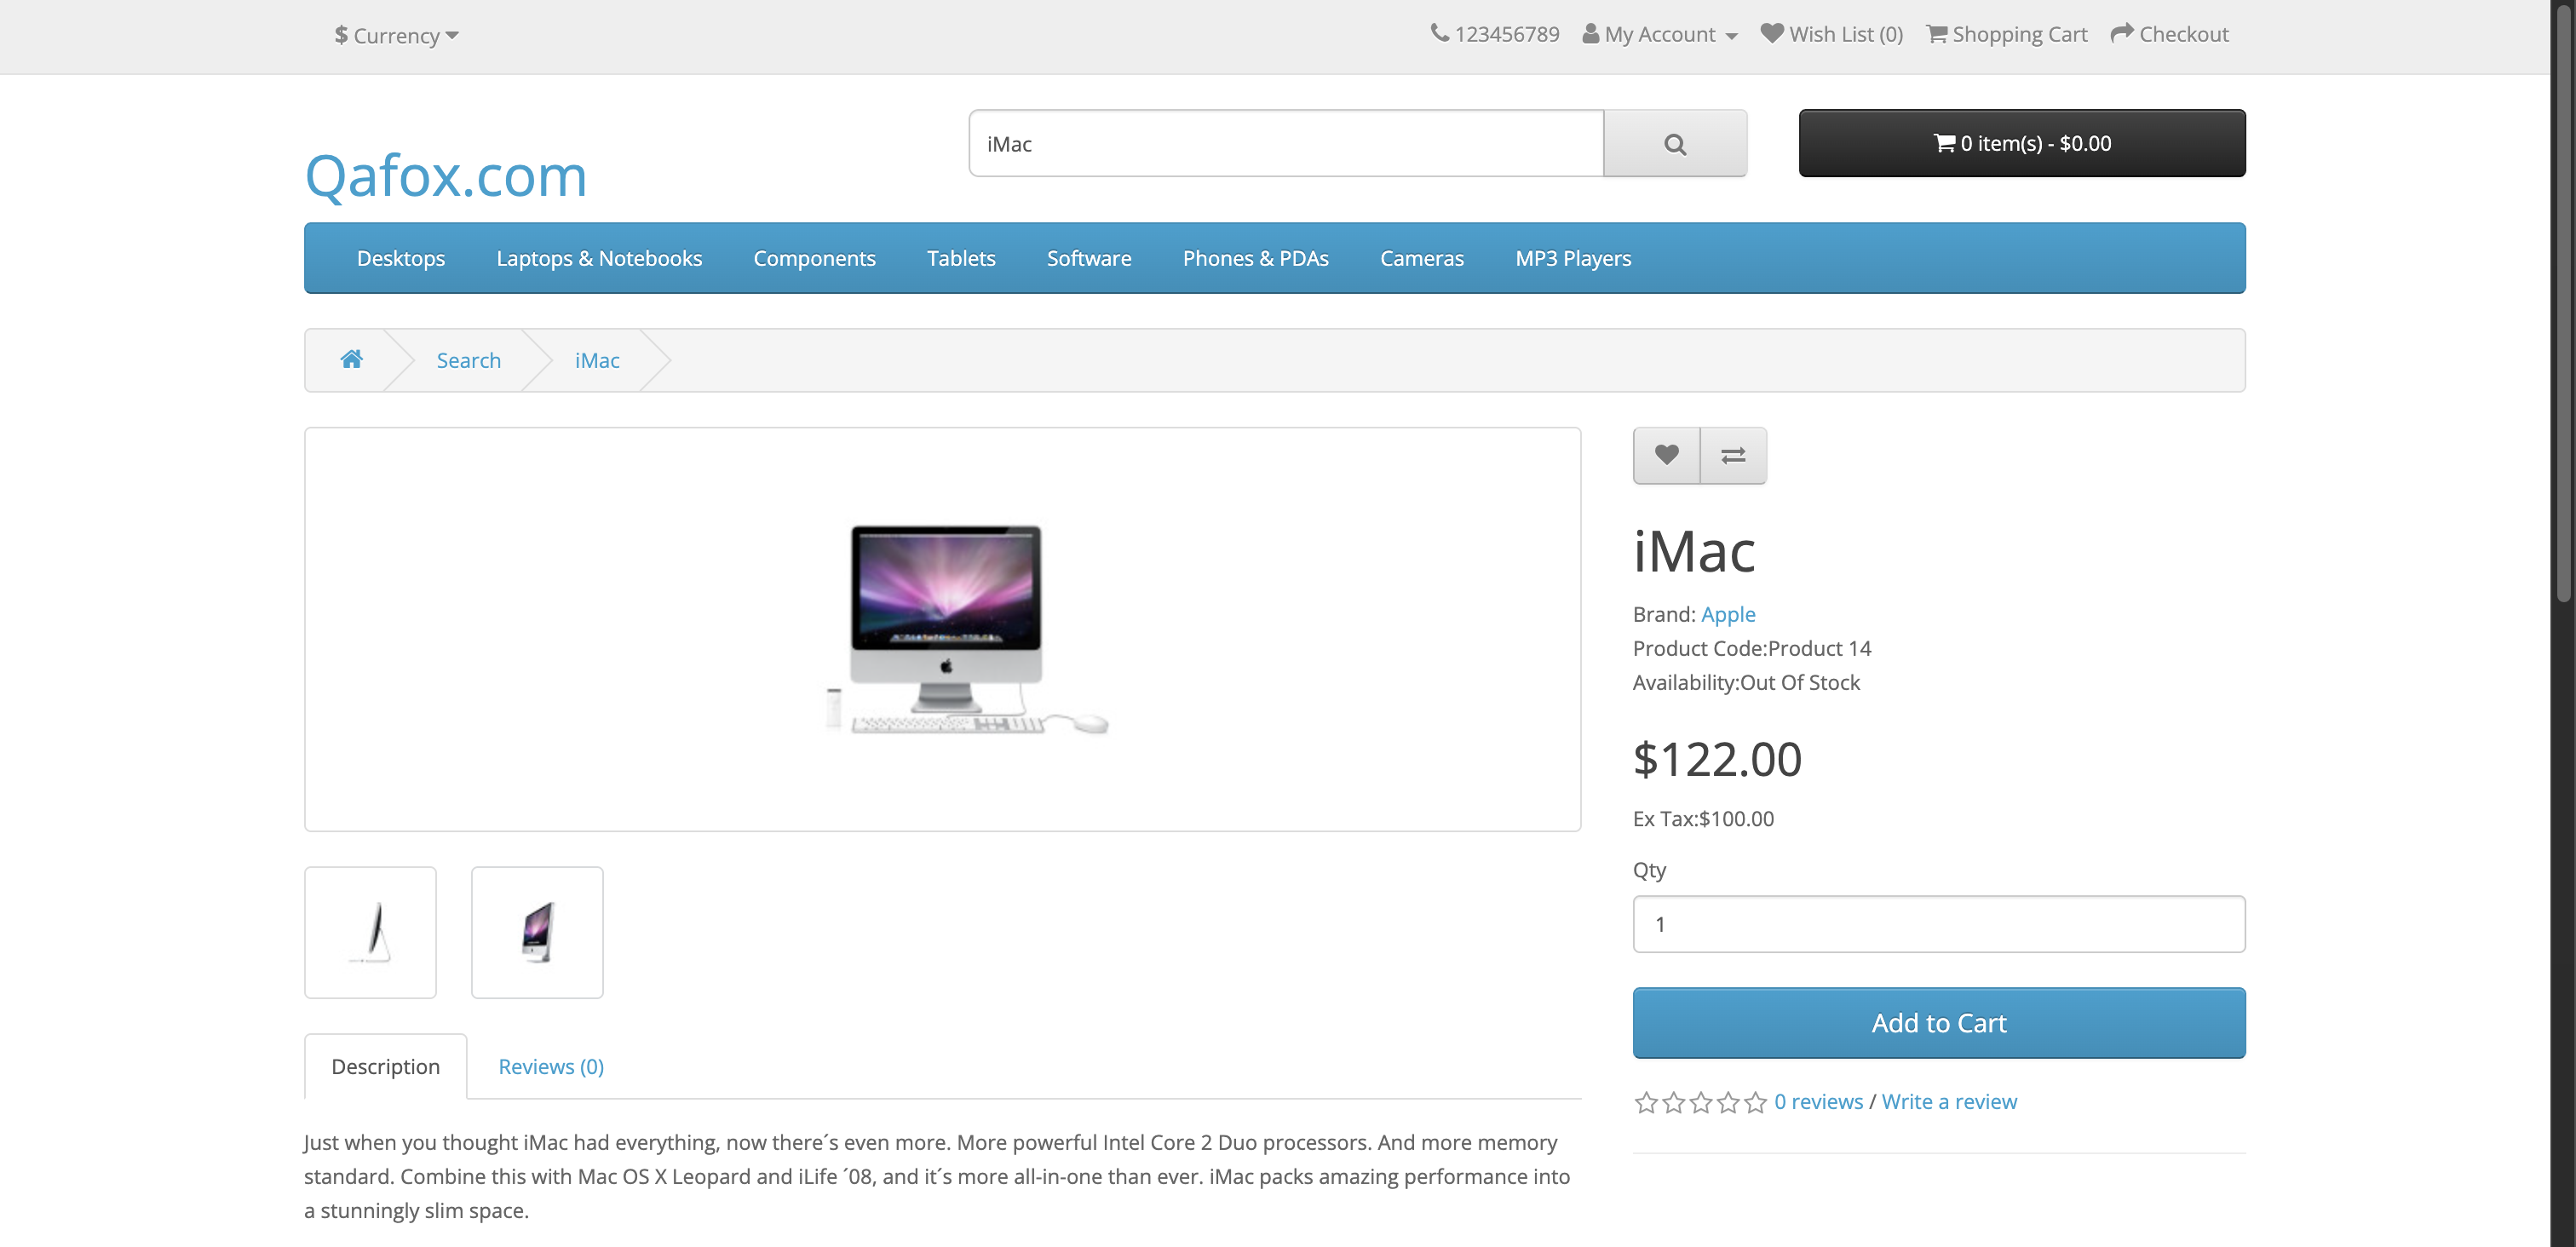 $ Currency
123456789 My Account Wish List (0) Shopping Cart Checkout
Qafox.com
iMac
0 item(s) - $0.00
Desktops Laptops & Notebooks Components Tablets Software Phones & PDAs Cameras MP3 Players
Search iMac
iMac
Brand: Apple
Product Code:Product 14
Availability:Out Of Stock
$122.00
Ex Tax:$100.00
Qty
1
Add to Cart
0 reviews / Write a review
Description Reviews (0)
Just when you thought iMac had everything, now there´s even more. More powerful Intel Core 2 Duo processors. And more memory
standard. Combine this with Mac OS X Leopard and iLife ´08, and it´s more all-in-one than ever. iMac packs amazing performance into
a stunningly slim space.